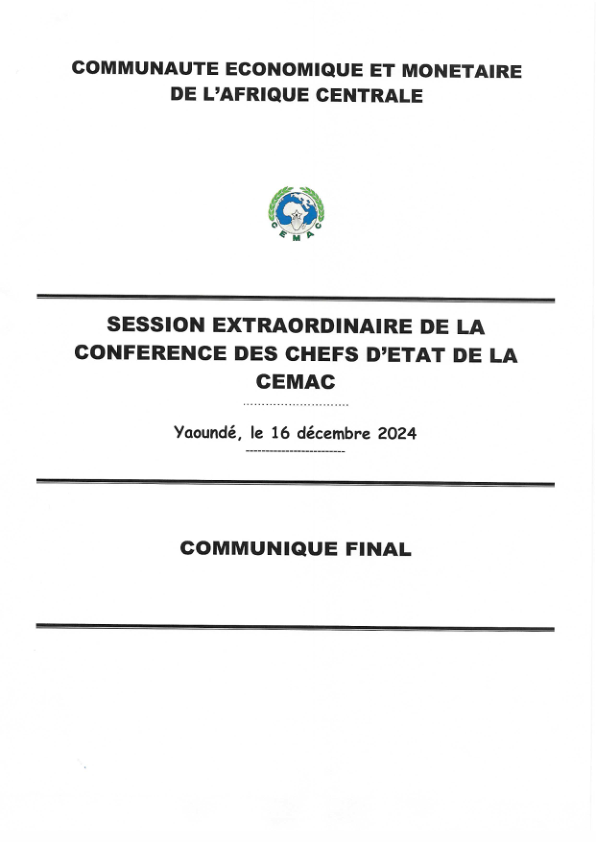 COMMUNAUTE ECONOMIQUE ET MONETAIRE
DE L'AFRIQUE CENTRALE
CEMAC
SESSION EXTRAORDINAIRE DE LA
CONFERENCE DES CHEFS D'ETAT DE LA
CEMAC
Yaoundé, le 16 décembre 2024
COMMUNIQUE FINAL